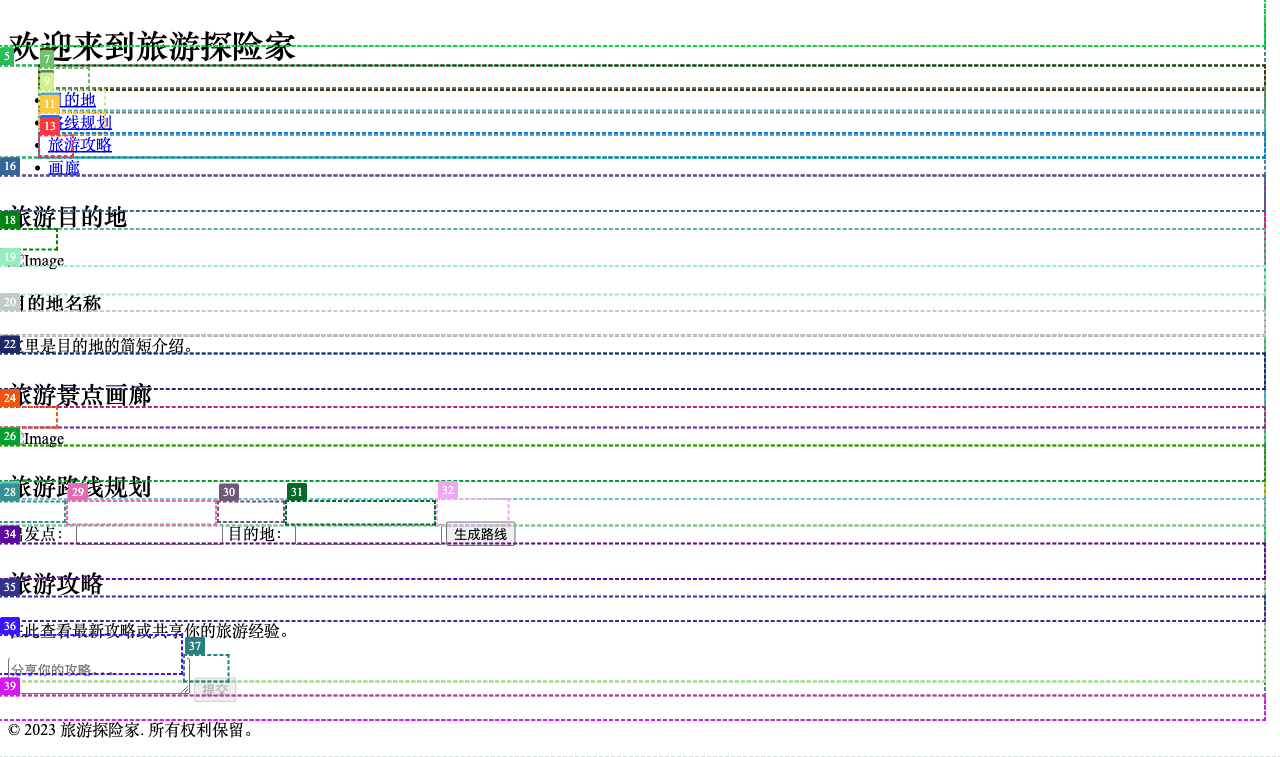 欢迎来到旅游探险家
5
7
9
的地
11
路线规划
13
旅游攻略
16
画廊
旅游目的地
18
19 Image
20 目的地名称
22 这里是目的地的简短介绍。
旅游景点画廊
24
26 Image
旅游路线规划
28 29 30 31 32
34 发点： 目的地： 生成路线
旅游攻略
35
36 在此查看最新攻略或共享你的旅游经验。
37
分享你的攻略...
39 提交
© 2023 旅游探险家. 所有权利保留。